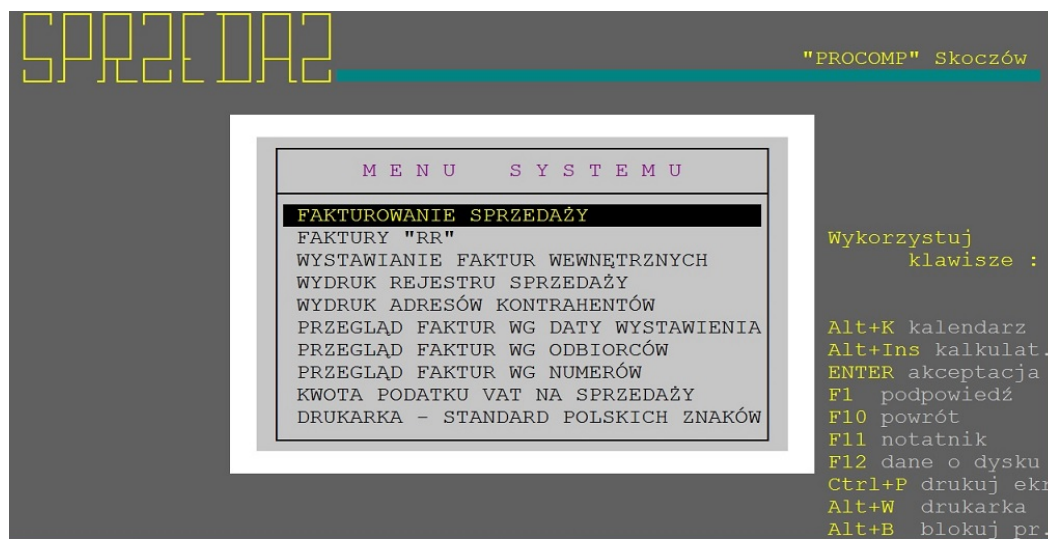 SPRZEDAŻ
"PROCOMP" Skoczów
MENU SYSTEMU
FAKTUROWANIE SPRZEDAŻY
FAKTURY "RR"
WYSTAWIANIE FAKTUR WEWNĘTRZNYCH
WYDRUK REJESTRU SPRZEDAŻY
WYDRUK ADRESÓW KONTRAHENTÓW
PRZEGLĄD FAKTUR WG DATY WYSTAWIENIA
PRZEGLĄD FAKTUR WG ODBIORCÓW
PRZEGLĄD FAKTUR WG NUMERÓW
KWOTA PODATKU VAT NA SPRZEDAŻY
DRUKARKA - STANDARD POLSKICH ZNAKÓW
Wykorzystuj
klawisze :
Alt+K kalendarz
Alt+Ins kalkulat.
ENTER akceptacja
F1 podpowiedź
F10 powrót
F11 notatnik
F12 dane o dysku
Ctrl+P drukuj ekr
Alt+W drukarka
Alt+B blokuj pr.